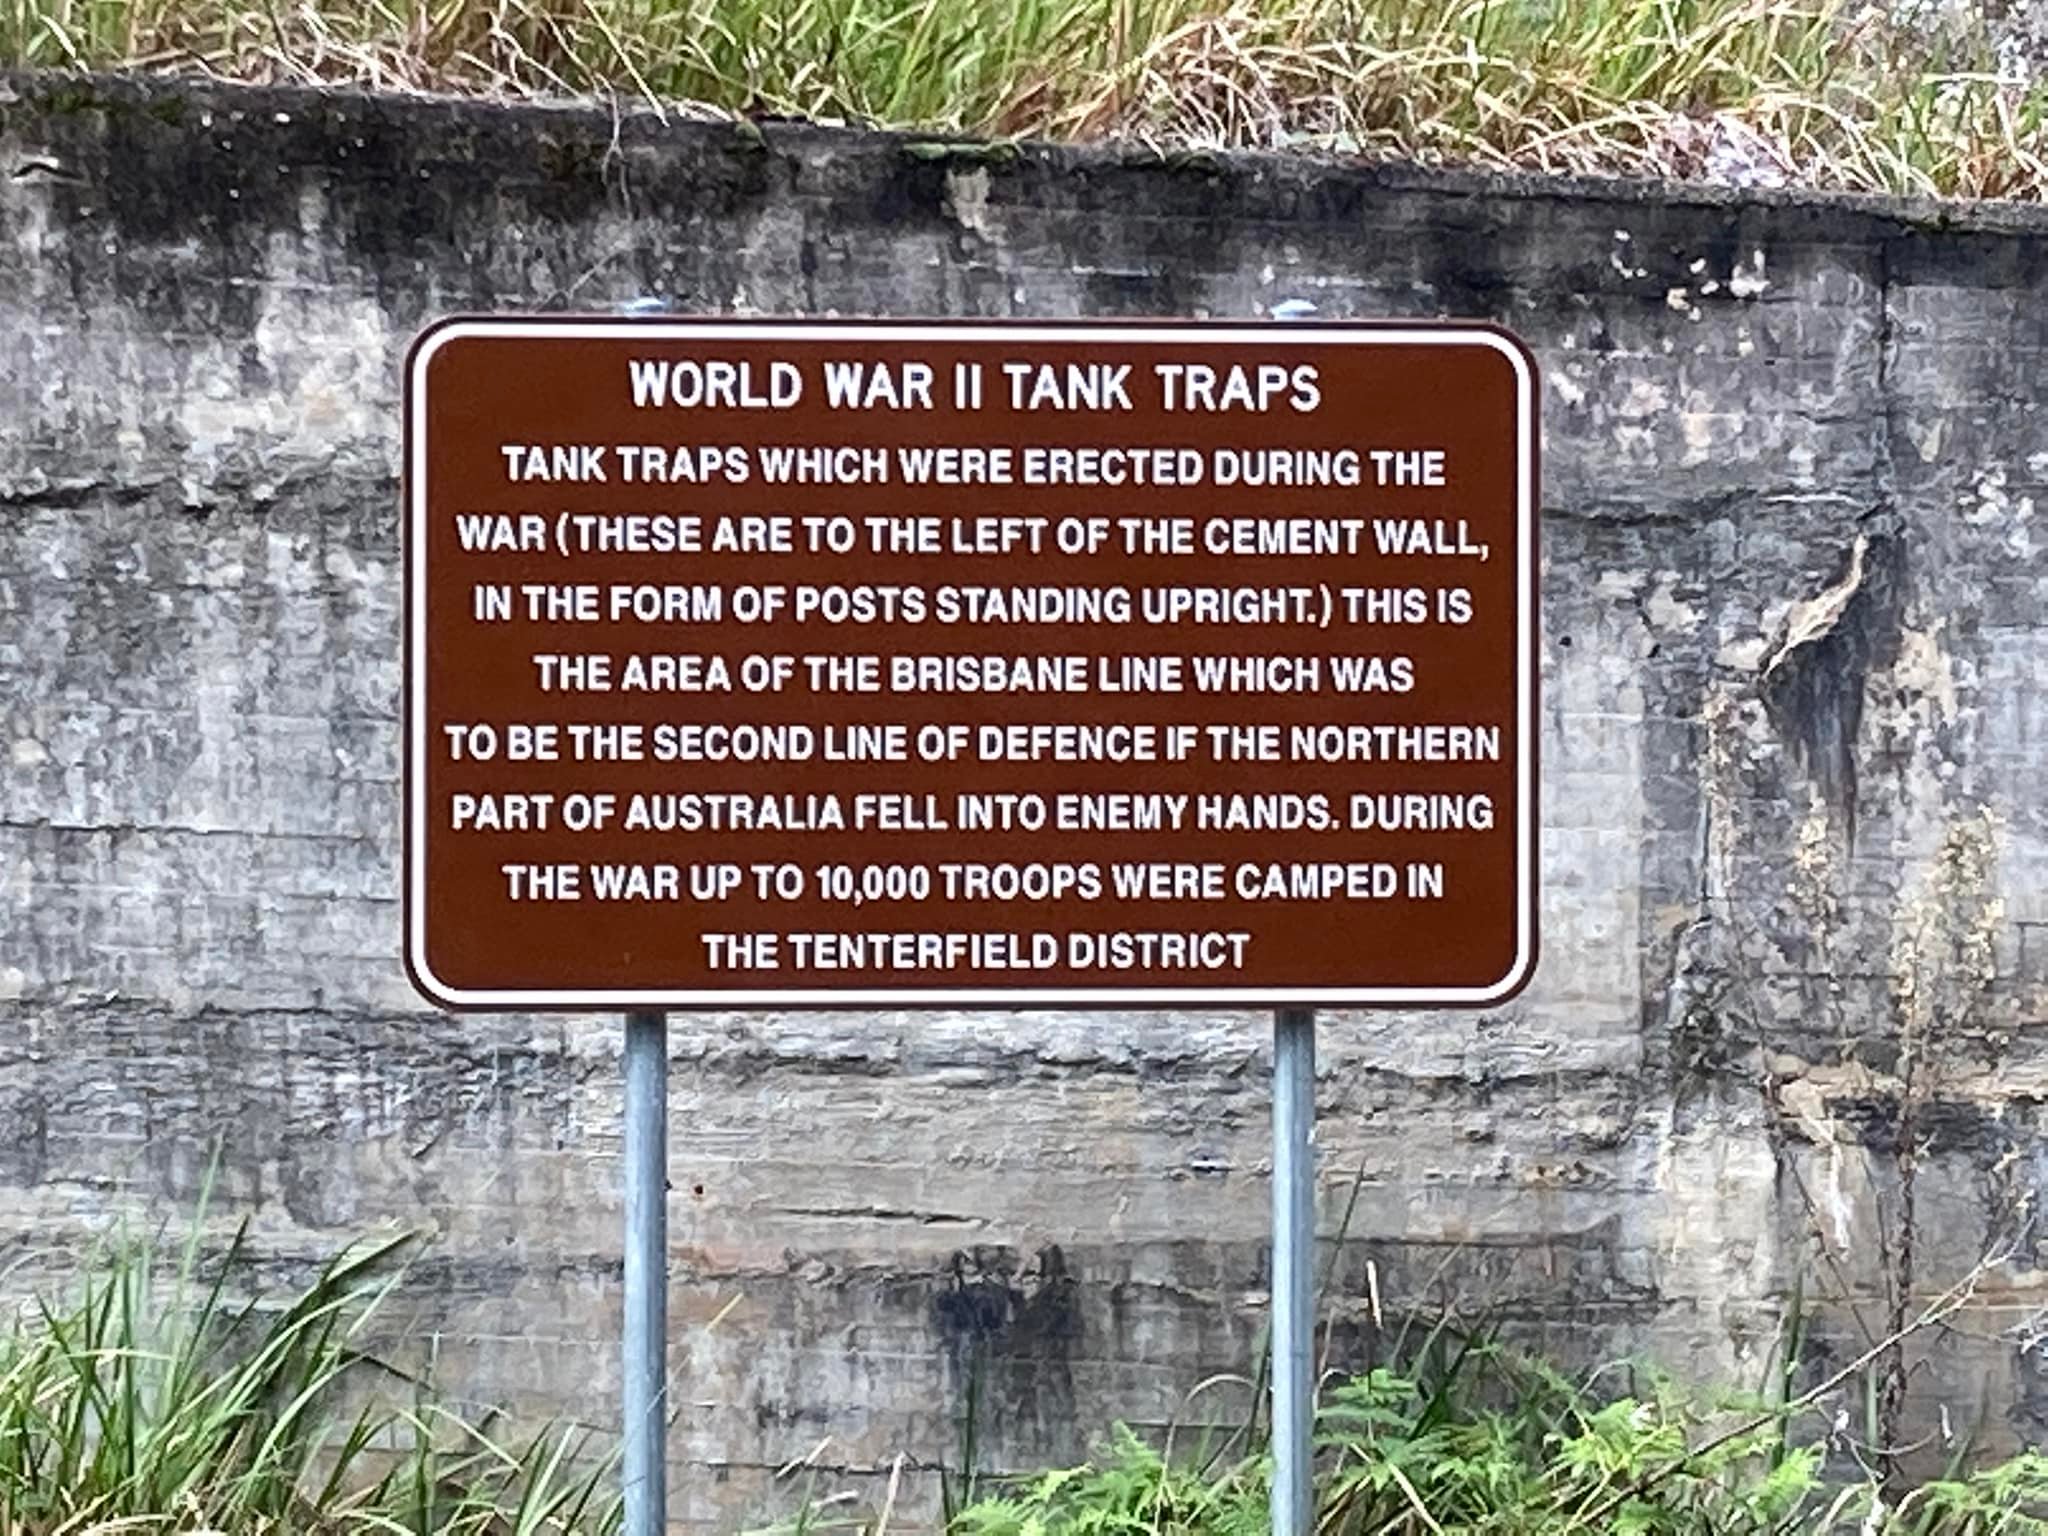 WORLD WAR II TANK TRAPS
TANK TRAPS WHICH WERE ERECTED DURING THE
WAR (THESE ARE TO THE LEFT OF THE CEMENT WALL,
IN THE FORM OF POSTS STANDING UPRIGHT.) THIS IS
THE AREA OF THE BRISBANE LINE WHICH WAS
TO BE THE SECOND LINE OF DEFENCE IF THE NORTHERN
PART OF AUSTRALIA FELL INTO ENEMY HANDS. DURING
THE WAR UP TO 10,000 TROOPS WERE CAMPED IN
THE TENTERFIELD DISTRICT